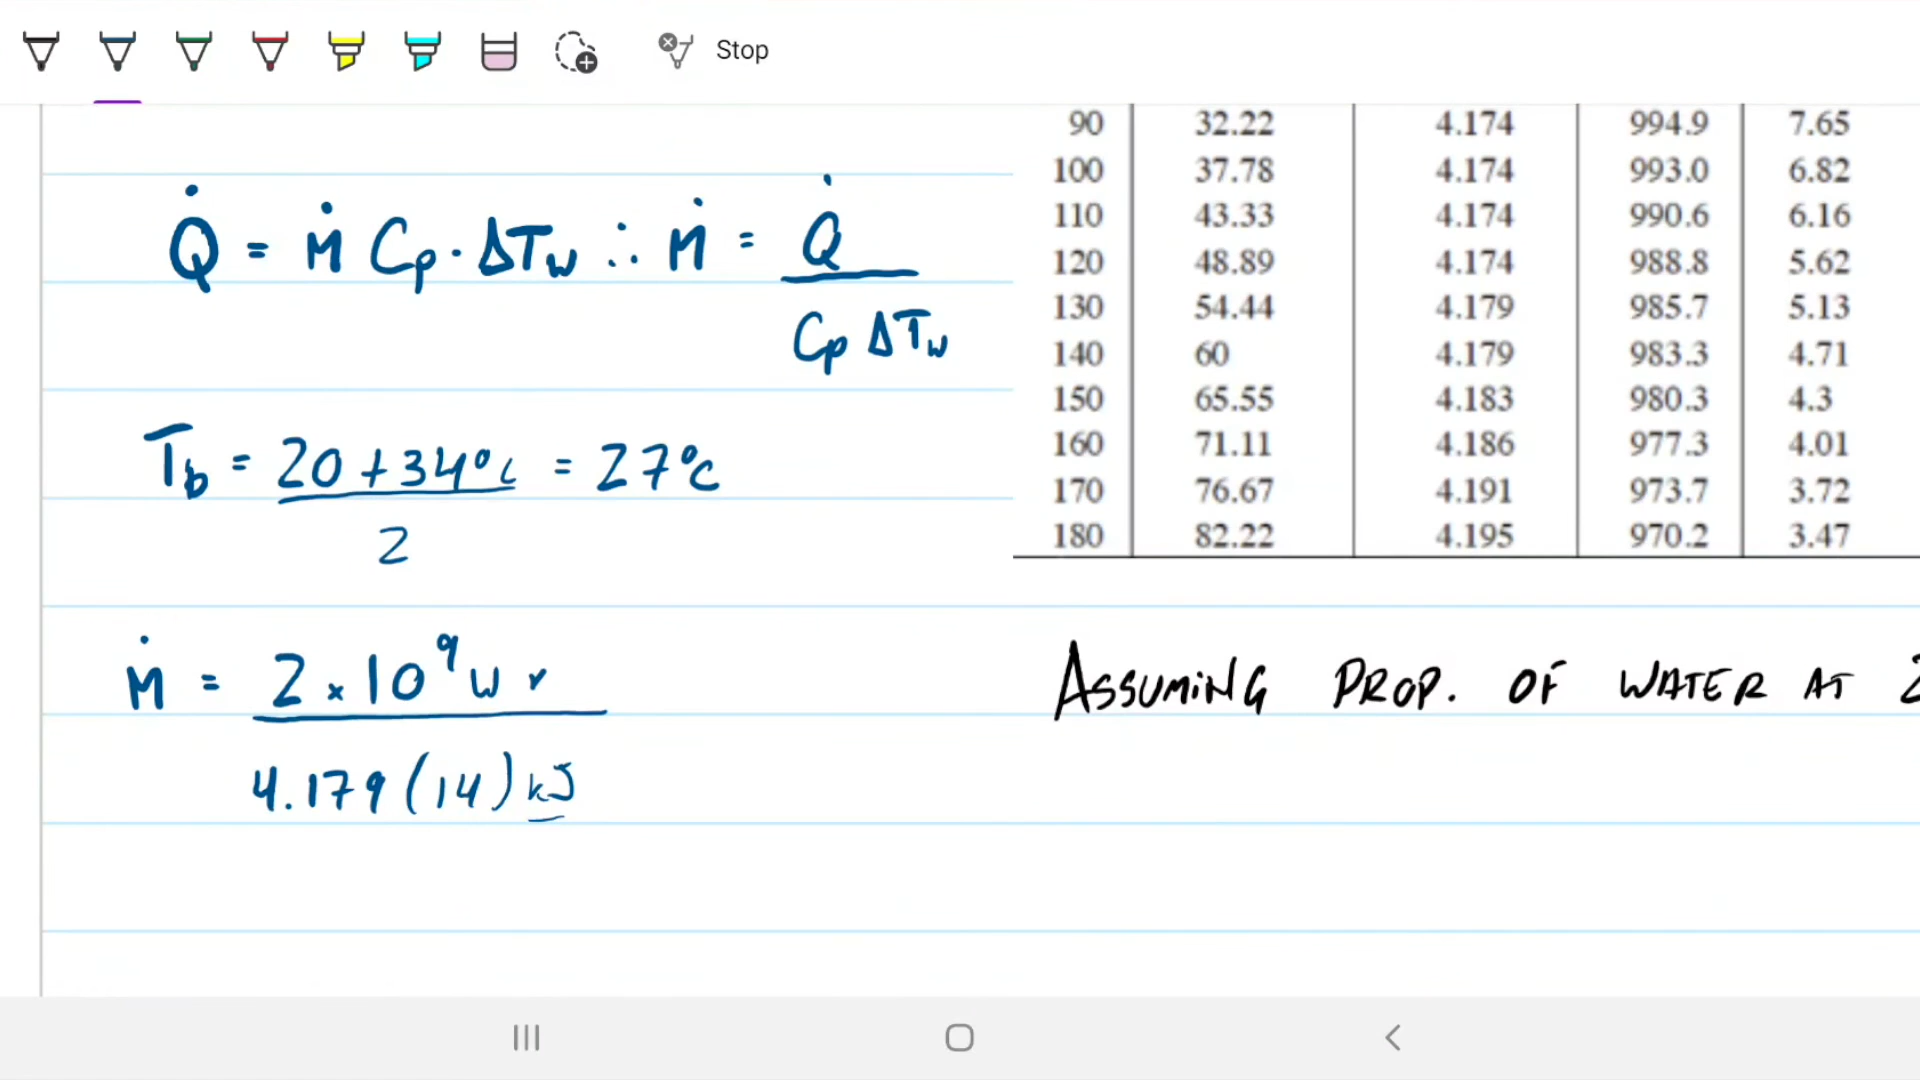 Stop
Q̇ = ṁ Cp · ΔTw ∴ ṁ = Q̇ / Cp ΔTw
Tb = 20 + 34°C / 2 = 27°C
ṁ = 2 × 10⁹ W / 4.179 (14) kJ
90 32.22 4.174 994.9 7.65
100 37.78 4.174 993.0 6.82
110 43.33 4.174 990.6 6.16
120 48.89 4.174 988.8 5.62
130 54.44 4.179 985.7 5.13
140 60 4.179 983.3 4.71
150 65.55 4.183 980.3 4.3
160 71.11 4.186 977.3 4.01
170 76.67 4.191 973.7 3.72
180 82.22 4.195 970.2 3.47
ASSUMING PROP. OF WATER AT